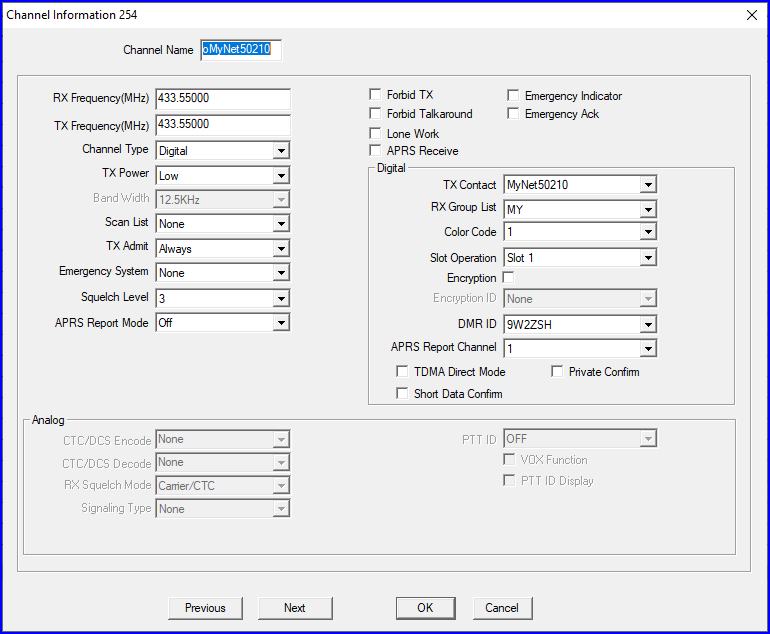 Channel Information 254
Channel Name oMyNet50210
RX Frequency(MHz) 433.55000
TX Frequency(MHz) 433.55000
Channel Type Digital
TX Power Low
Band Width 12.5KHz
Scan List None
TX Admit Always
Emergency System None
Squelch Level 3
APRS Report Mode Off
Forbid TX
Emergency Indicator
Forbid Talkaround
Emergency Ack
Lone Work
APRS Receive
Digital
TX Contact MyNet50210
RX Group List MY
Color Code 1
Slot Operation Slot 1
Encryption
Encryption ID None
DMR ID 9W2ZSH
APRS Report Channel 1
TDMA Direct Mode
Private Confirm
Short Data Confirm
Analog
CTC/DCS Encode None
CTC/DCS Decode None
RX Squelch Mode Carrier/CTC
Signaling Type None
PTT ID OFF
VOX Function
PTT ID Display
Previous
Next
OK
Cancel